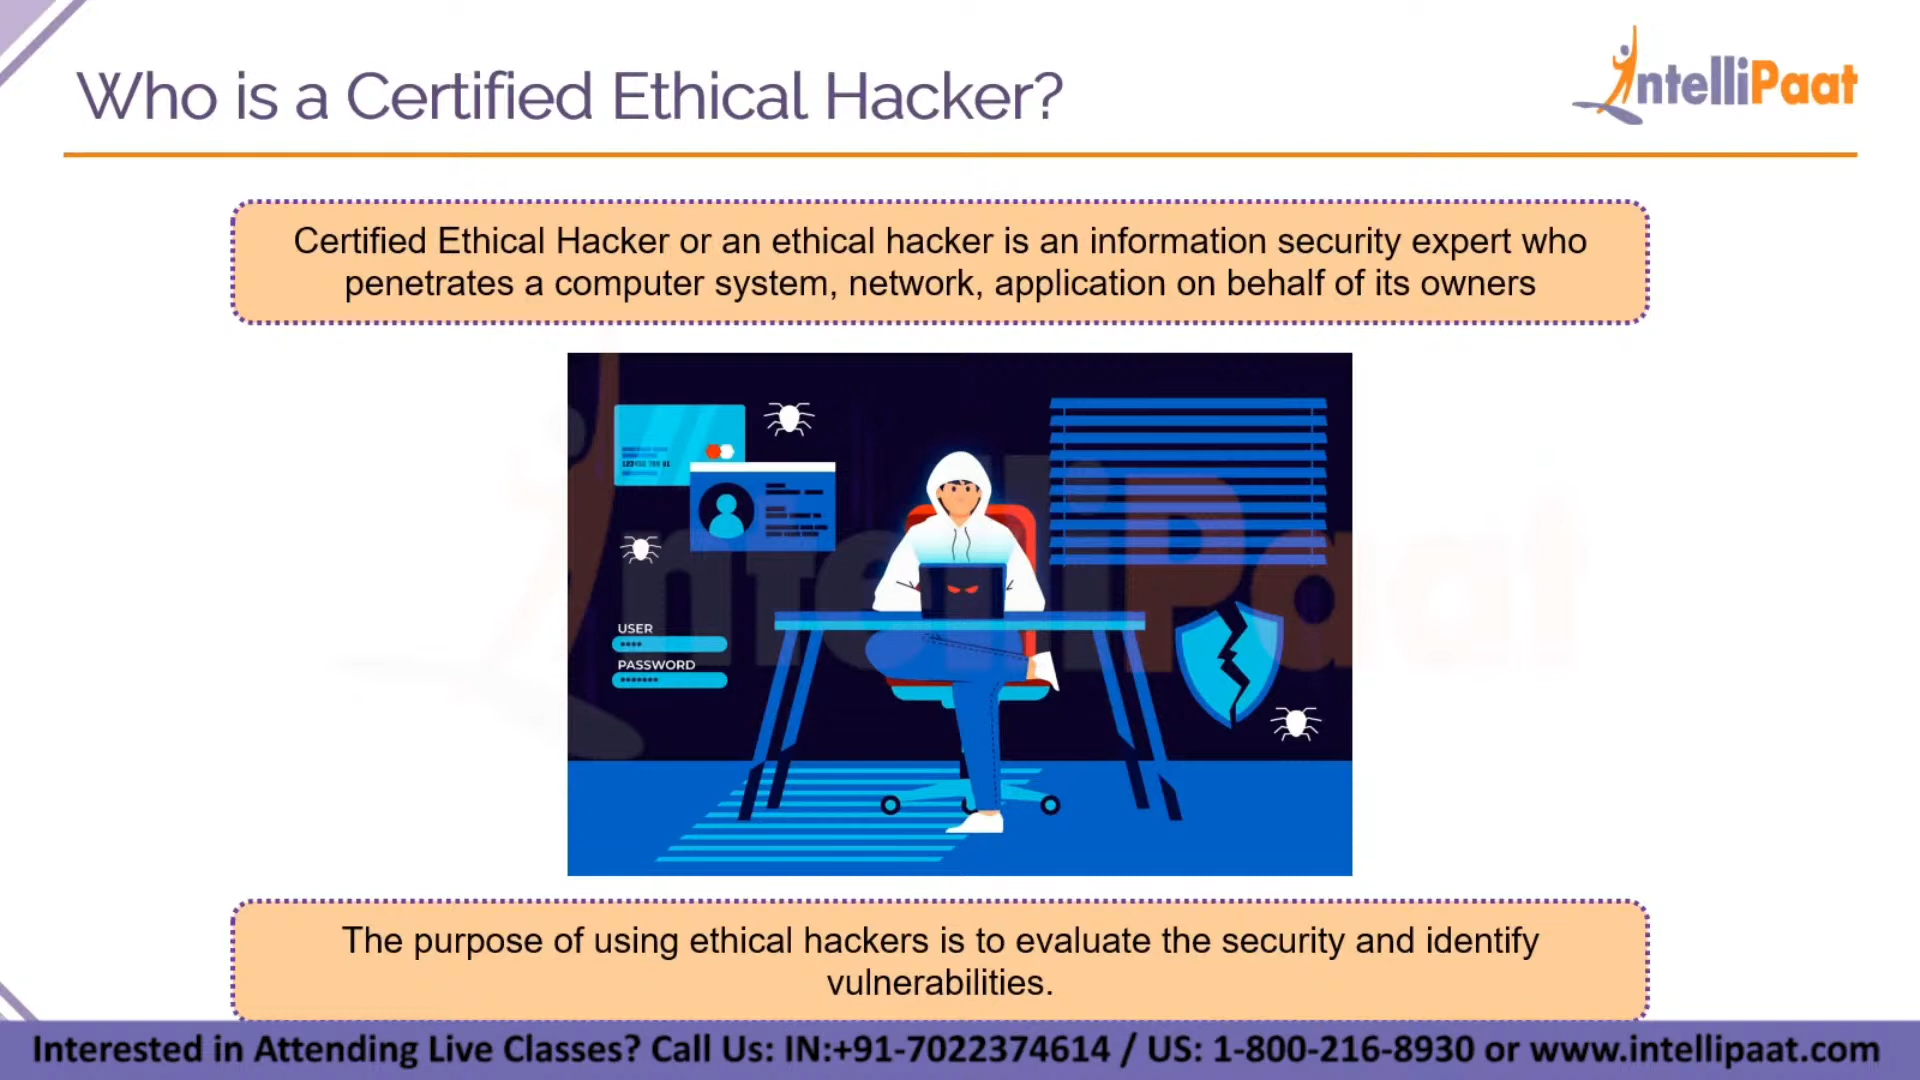 Who is a Certified Ethical Hacker?
IntelliPaat
Certified Ethical Hacker or an ethical hacker is an information security expert who
penetrates a computer system, network, application on behalf of its owners
USER
PASSWORD
IntelliPaat
The purpose of using ethical hackers is to evaluate the security and identify
vulnerabilities.
Interested in Attending Live Classes? Call Us: IN:+91-7022374614 / US: 1-800-216-8930 or www.intellipaat.com